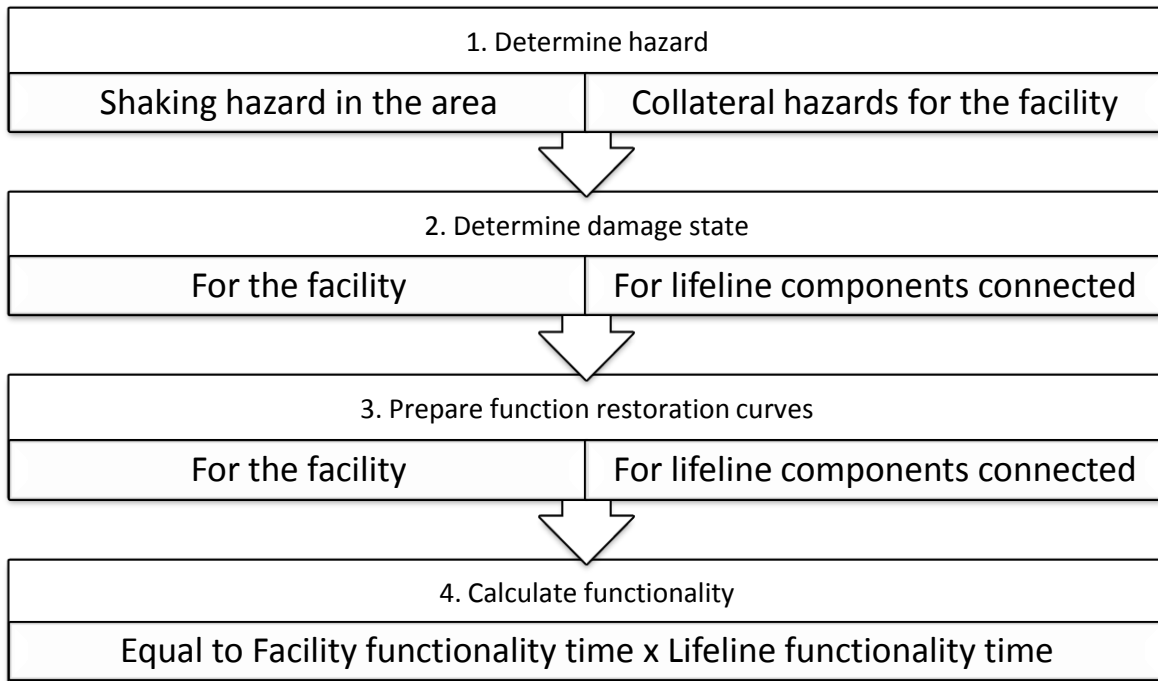 1. Determine hazard
Shaking hazard in the area
Collateral hazards for the facility
2. Determine damage state
For the facility
For lifeline components connected
3. Prepare function restoration curves
For the facility
For lifeline components connected
4. Calculate functionality
Equal to Facility functionality time x Lifeline functionality time